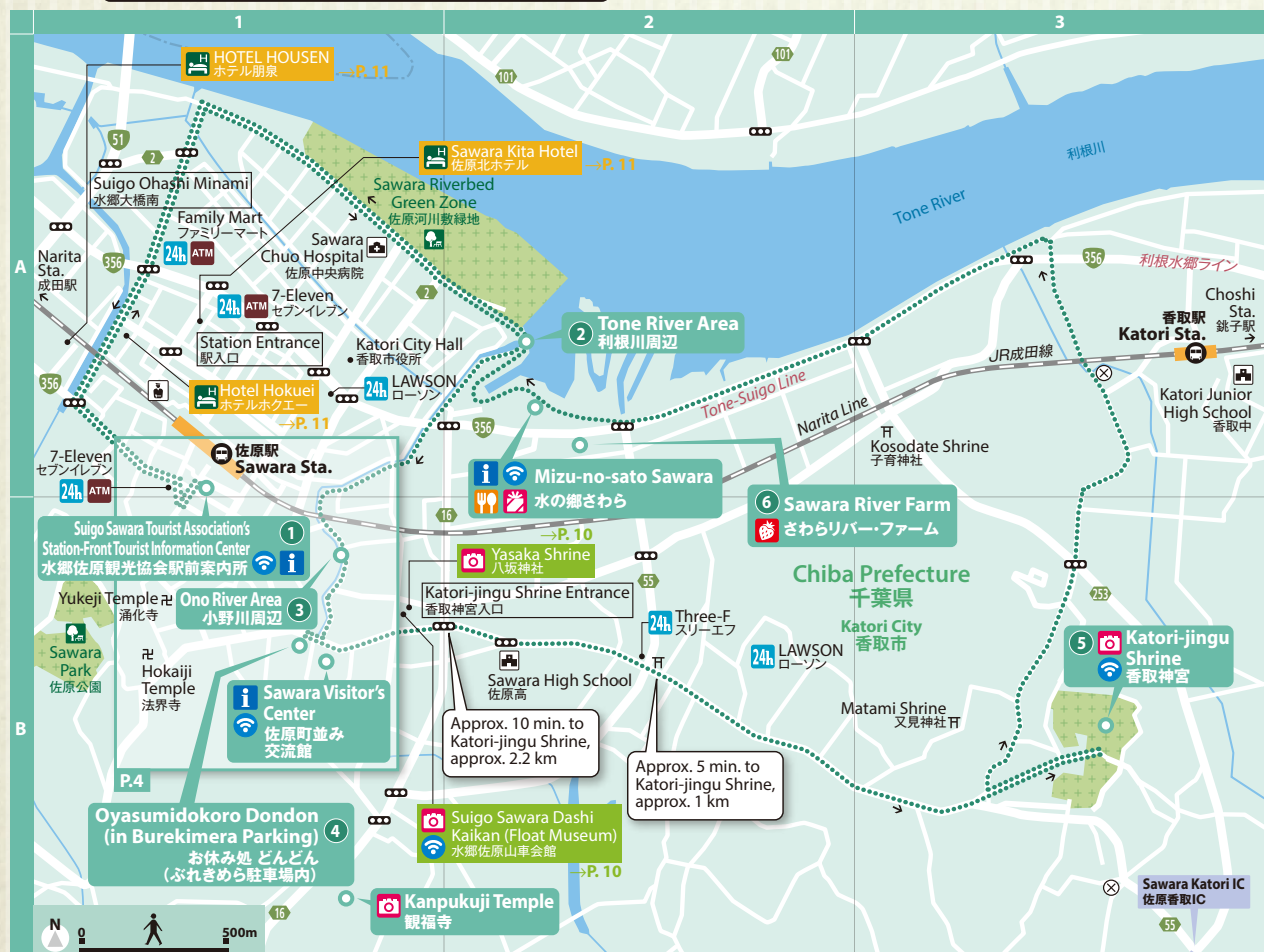 1
2
3
A
B
HOTEL HOUSEN
ホテル朋泉
→P. 11
101
101
51
2
Suigo Ohashi Minami
水郷大橋南
Family Mart
ファミリーマート
24h
ATM
Narita
Sta.
成田駅
356
Sawara Kita Hotel
佐原北ホテル
→P. 11
Sawara Riverbed
Green Zone
佐原河川敷緑地
Sawara
Chuo Hospital
佐原中央病院
24h
ATM
7-Eleven
セブンイレブン
2
Station Entrance
駅入口
Katori City Hall
香取市役所
24h
LAWSON
ローソン
356
H
Hotel Hokuei
ホテルホクエー
→P. 11
2
Tone River Area
利根川周辺
Tone River
利根川
356
利根水郷ライン
Choshi
Sta.
銚子駅
香取駅
Katori Sta.
JR成田線
Katori Junior
High School
香取中
Tone-Suigo Line
Narita Line
356
Kosodate Shrine
子育神社
佐原駅
Sawara Sta.
7-Eleven
セブンイレブン
24h
ATM
i
Mizu-no-sato Sawara
水の郷さわら
6
Sawara River Farm
さわらリバー・ファーム
Suigo Sawara Tourist Association's
Station-Front Tourist Information Center
水郷佐原観光協会駅前案内所
1
i
16
→P. 10
Yasaka Shrine
八坂神社
55
Chiba Prefecture
千葉県
Katori City
香取市
253
Yukeji Temple
涌化寺
Ono River Area
小野川周辺
3
Katori-jingu Shrine Entrance
香取神宮入口
24h
Three-F
スリーエフ
24h
LAWSON
ローソン
5
Katori-jingu
Shrine
香取神宮
Sawara
Park
佐原公園
Hokaiji
Temple
法界寺
i
Sawara Visitor's
Center
佐原町並み
交流館
Sawara High School
佐原高
Matami Shrine
又見神社
Approx. 10 min. to
Katori-jingu Shrine,
approx. 2.2 km
Approx. 5 min. to
Katori-jingu Shrine,
approx. 1 km
P.4
Oyasumidokoro Dondon
(in Burekimera Parking)
4
お休み処 どんどん
（ぶれきめら駐車場内）
Suigo Sawara Dashi
Kaikan (Float Museum)
水郷佐原山車会館
→P. 10
Kanpukuji Temple
観福寺
16
N
0
500m
Sawara Katori IC
佐原香取IC
55